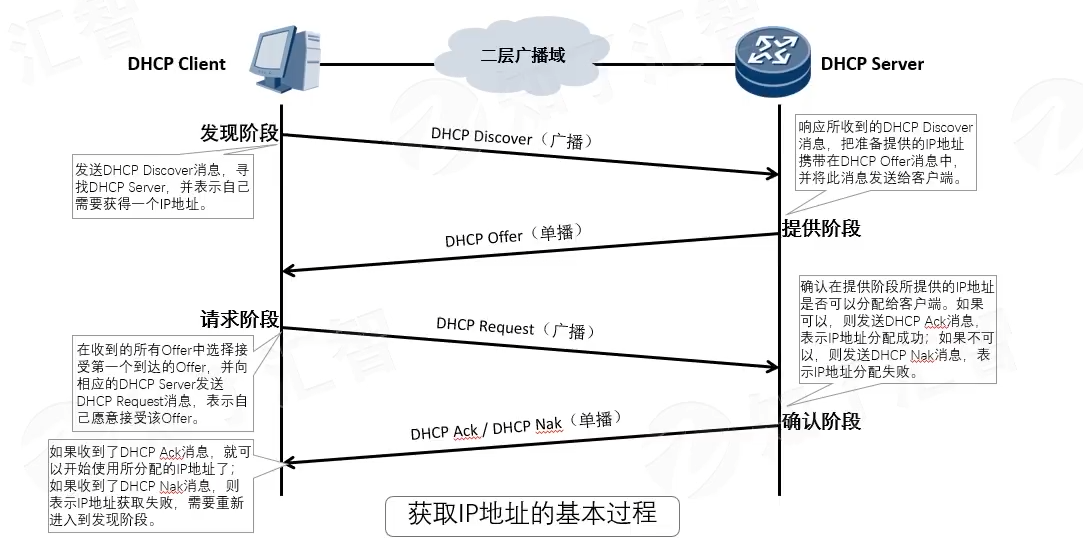 二层广播域
DHCP Client
DHCP Server
发现阶段
DHCP Discover（广播）
响应所收到的DHCP Discover
消息，把准备提供的IP地址
携带在DHCP Offer消息中，
并将此消息发送给客户端。
发送DHCP Discover消息，寻
找DHCP Server，并表示自己
需要获得一个IP地址。
DHCP Offer（单播）
提供阶段
确认在提供阶段所提供的IP地址
是否可以分配给客户端。如果
可以，则发送DHCP Ack消息，
表示IP地址分配成功；如果不可
以，则发送DHCP Nak消息，表
示IP地址分配失败。
请求阶段
DHCP Request（广播）
在收到的所有Offer中选择接
受第一个到达的Offer，并向
相应的DHCP Server发送
DHCP Request消息，表示自
己愿意接受该Offer。
DHCP Ack / DHCP Nak（单播）
确认阶段
如果收到了DHCP Ack消息，就可
以开始使用所分配的IP地址了；
如果收到了DHCP Nak消息，则
表示IP地址获取失败，需要重新
进入到发现阶段。
获取IP地址的基本过程